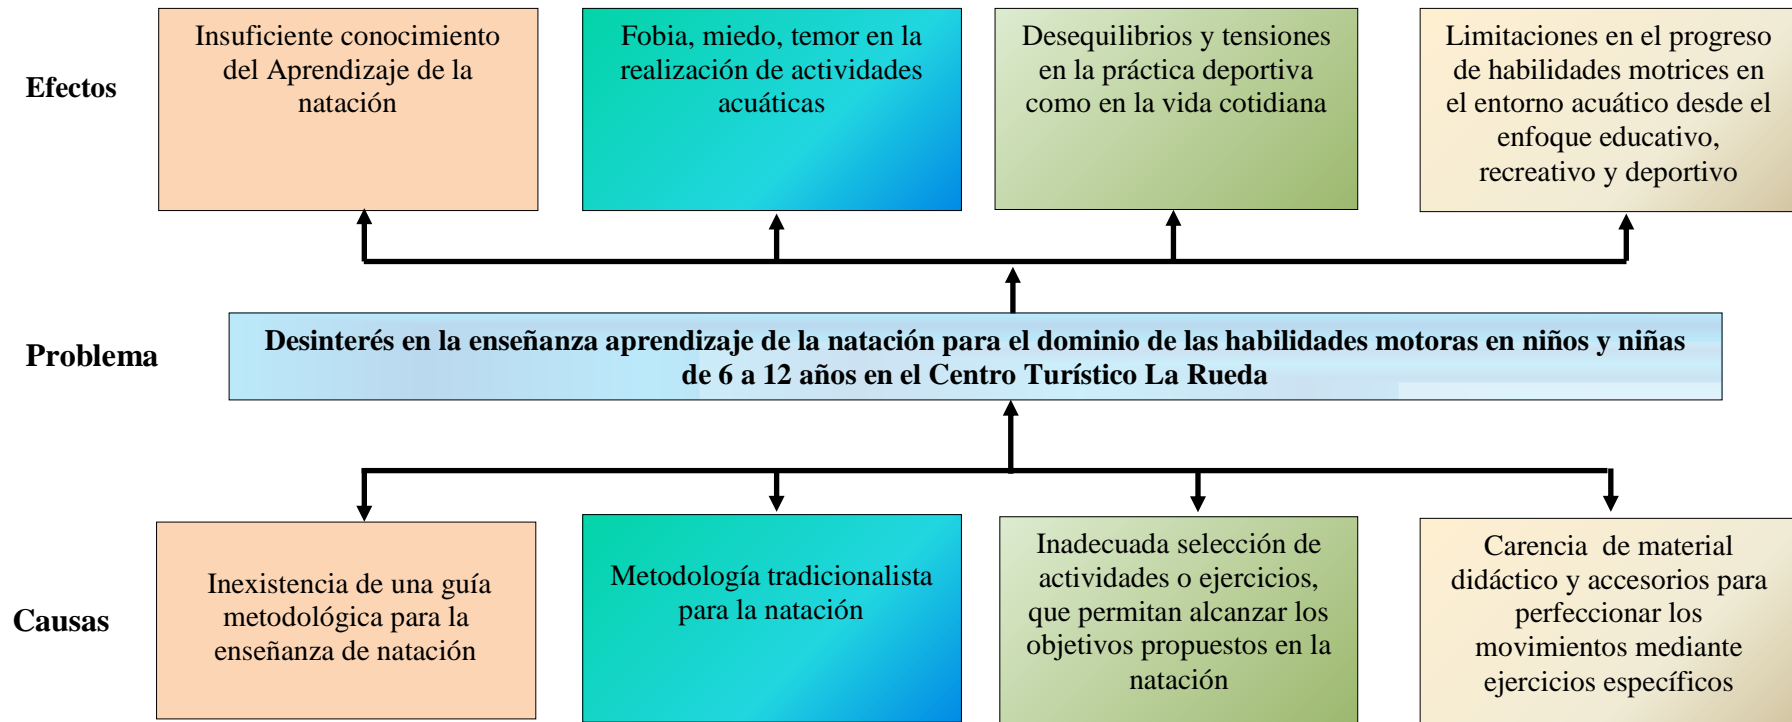 Efectos
Insuficiente conocimiento
del Aprendizaje de la
natación
Fobia, miedo, temor en la
realización de actividades
acuáticas
Desequilibrios y tensiones
en la práctica deportiva
como en la vida cotidiana
Limitaciones en el progreso
de habilidades motrices en
el entorno acuático desde el
enfoque educativo,
recreativo y deportivo
Problema
Desinterés en la enseñanza aprendizaje de la natación para el dominio de las habilidades motoras en niños y niñas
de 6 a 12 años en el Centro Turístico La Rueda
Causas
Inexistencia de una guía
metodológica para la
enseñanza de natación
Metodología tradicionalista
para la natación
Inadecuada selección de
actividades o ejercicios,
que permitan alcanzar los
objetivos propuestos en la
natación
Carencia  de material
didáctico y accesorios para
perfeccionar los
movimientos mediante
ejercicios específicos